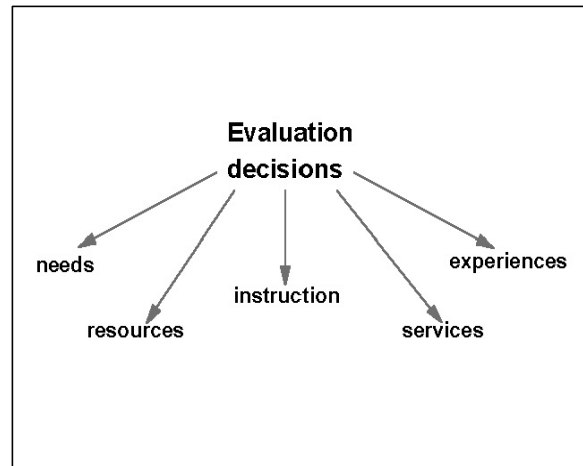 Evaluation
decisions
needs
experiences
instruction
resources
services